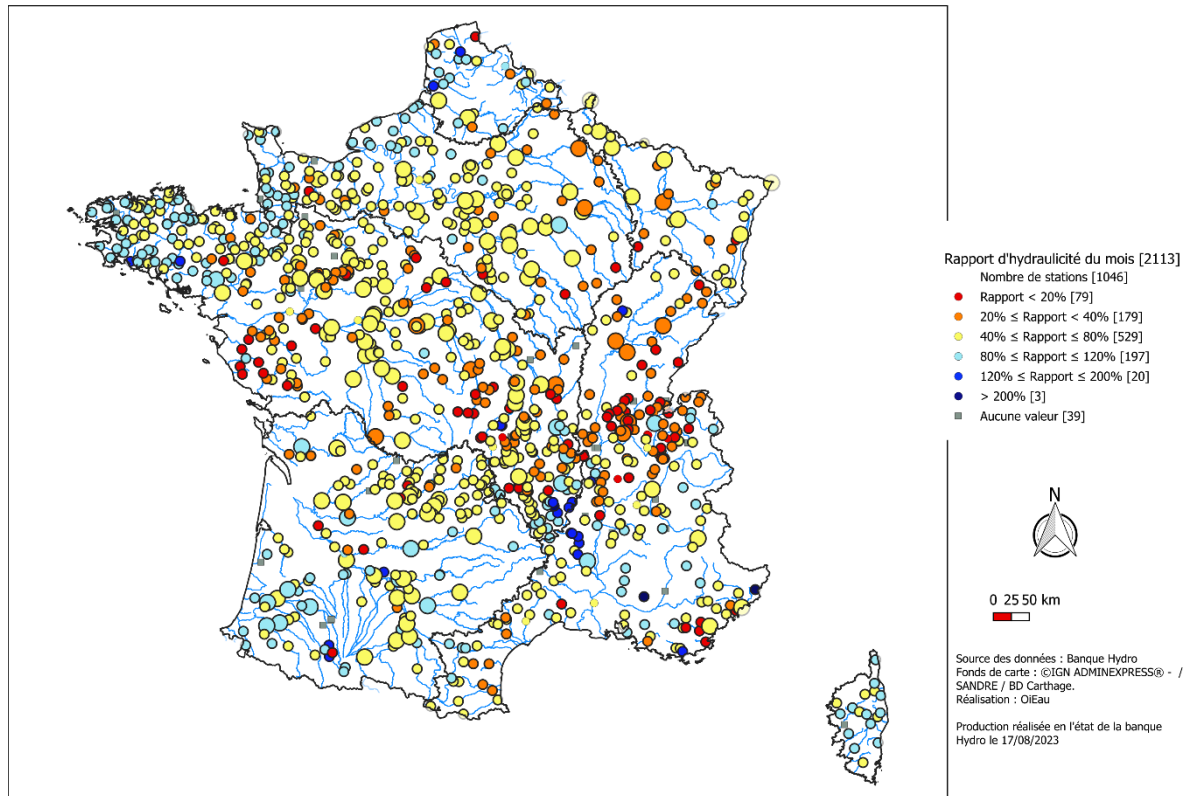 Rapport d'hydraulicité du mois [2113]
Nombre de stations [1046]
Rapport < 20% [79]
20% ≤ Rapport < 40% [179]
40% ≤ Rapport ≤ 80% [529]
80% ≤ Rapport ≤ 120% [197]
120% ≤ Rapport ≤ 200% [20]
> 200% [3]
Aucune valeur [39]
N
0 25 50 km
Source des données : Banque Hydro
Fonds de carte : ©IGN ADMINEXPRESS® - /
SANDRE / BD Carthage.
Réalisation : OiEau
Production réalisée en l'état de la banque
Hydro le 17/08/2023